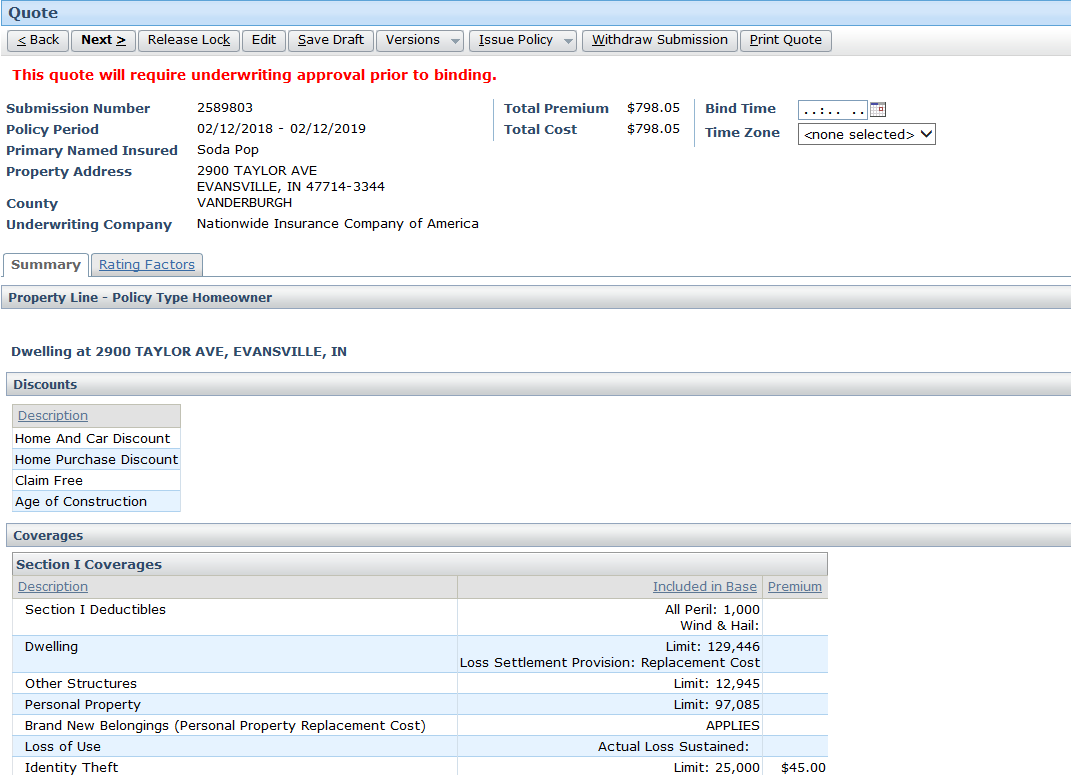 Quote
< Back Next > Release Lock Edit Save Draft Versions Issue Policy Withdraw Submission Print Quote
This quote will require underwriting approval prior to binding.
Submission Number 2589803 Total Premium $798.05 Bind Time ..:.. ..
Policy Period 02/12/2018 - 02/12/2019 Total Cost $798.05 Time Zone <none selected>
Primary Named Insured Soda Pop
Property Address 2900 TAYLOR AVE
EVANSVILLE, IN 47714-3344
County VANDERBURGH
Underwriting Company Nationwide Insurance Company of America
Summary Rating Factors
Property Line - Policy Type Homeowner
Dwelling at 2900 TAYLOR AVE, EVANSVILLE, IN
Discounts
Description
Home And Car Discount
Home Purchase Discount
Claim Free
Age of Construction
Coverages
Section I Coverages
Description Included in Base Premium
Section I Deductibles All Peril: 1,000
Wind & Hail:
Dwelling Limit: 129,446
Loss Settlement Provision: Replacement Cost
Other Structures Limit: 12,945
Personal Property Limit: 97,085
Brand New Belongings (Personal Property Replacement Cost) APPLIES
Loss of Use Actual Loss Sustained:
Identity Theft Limit: 25,000 $45.00